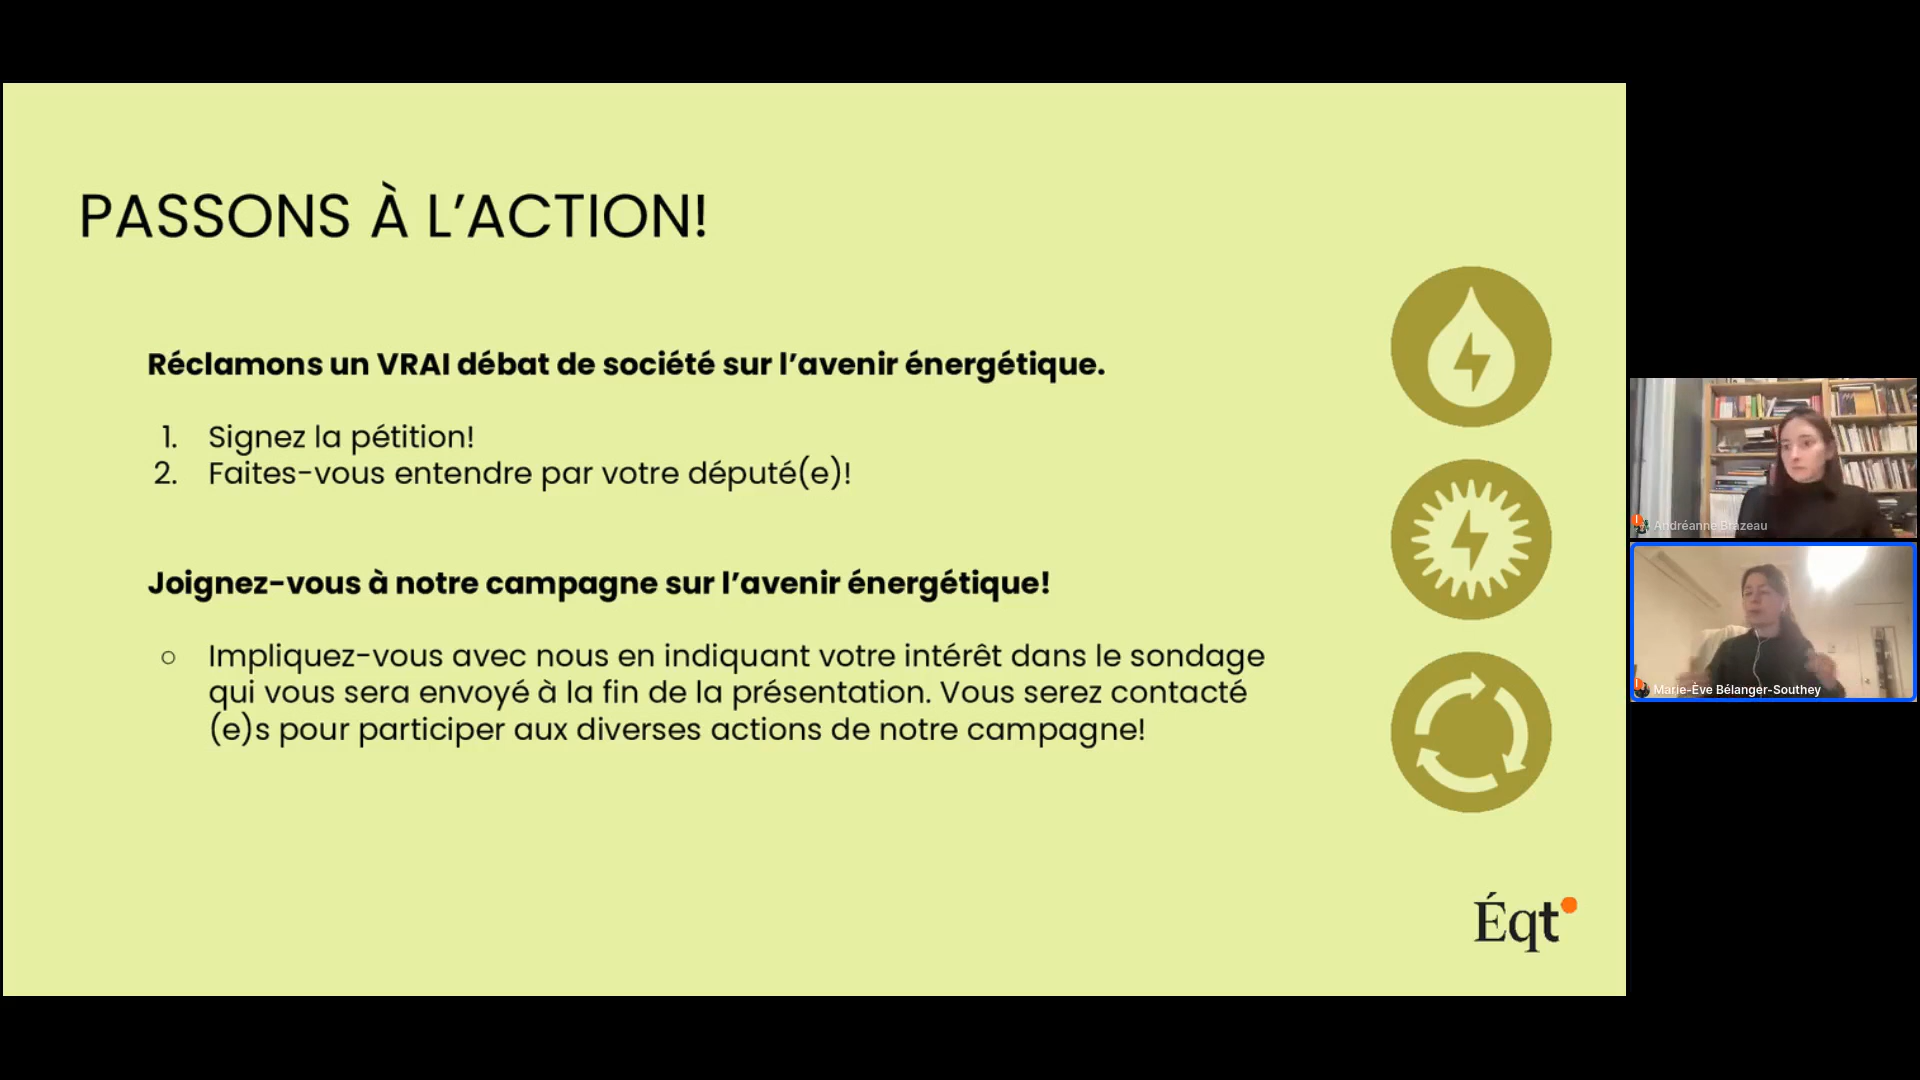 PASSONS À L’ACTION!
Réclamons un VRAI débat de société sur l’avenir énergétique.
1. Signez la pétition!
2. Faites-vous entendre par votre député(e)!
Joignez-vous à notre campagne sur l’avenir énergétique!
○ Impliquez-vous avec nous en indiquant votre intérêt dans le sondage
qui vous sera envoyé à la fin de la présentation. Vous serez contacté
(e)s pour participer aux diverses actions de notre campagne!
Éqt
Andréanne Brazeau
Marie-Ève Bélanger-Southey